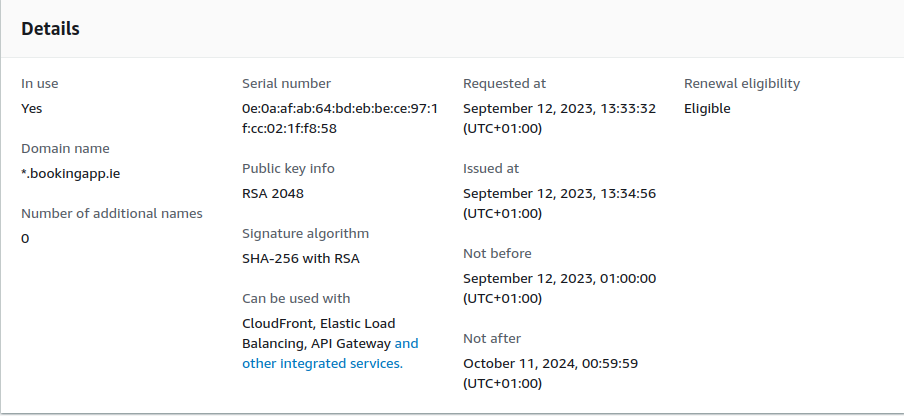 Details
In use
Yes
Domain name
*.bookingapp.ie
Number of additional names
0
Serial number
0e:0a:af:ab:64:bd:eb:be:ce:97:1
f:cc:02:1f:f8:58
Public key info
RSA 2048
Signature algorithm
SHA-256 with RSA
Can be used with
CloudFront, Elastic Load
Balancing, API Gateway and
other integrated services.
Requested at
September 12, 2023, 13:33:32
(UTC+01:00)
Issued at
September 12, 2023, 13:34:56
(UTC+01:00)
Not before
September 12, 2023, 01:00:00
(UTC+01:00)
Not after
October 11, 2024, 00:59:59
(UTC+01:00)
Renewal eligibility
Eligible